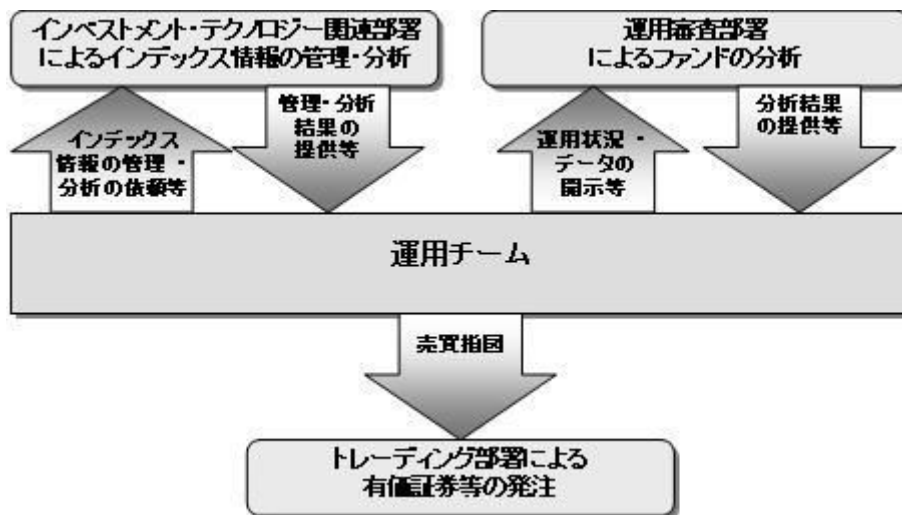 インベストメント・テクノロジー関連部署
によるインデックス情報の管理・分析
運用審査部署
によるファンドの分析
インデックス
情報の管理・
分析の依頼等
管理・分析
結果の
提供等
運用状況・
データの
開示等
分析結果
の提供等
運用チーム
売買指図
トレーディング部署による
有価証券等の発注